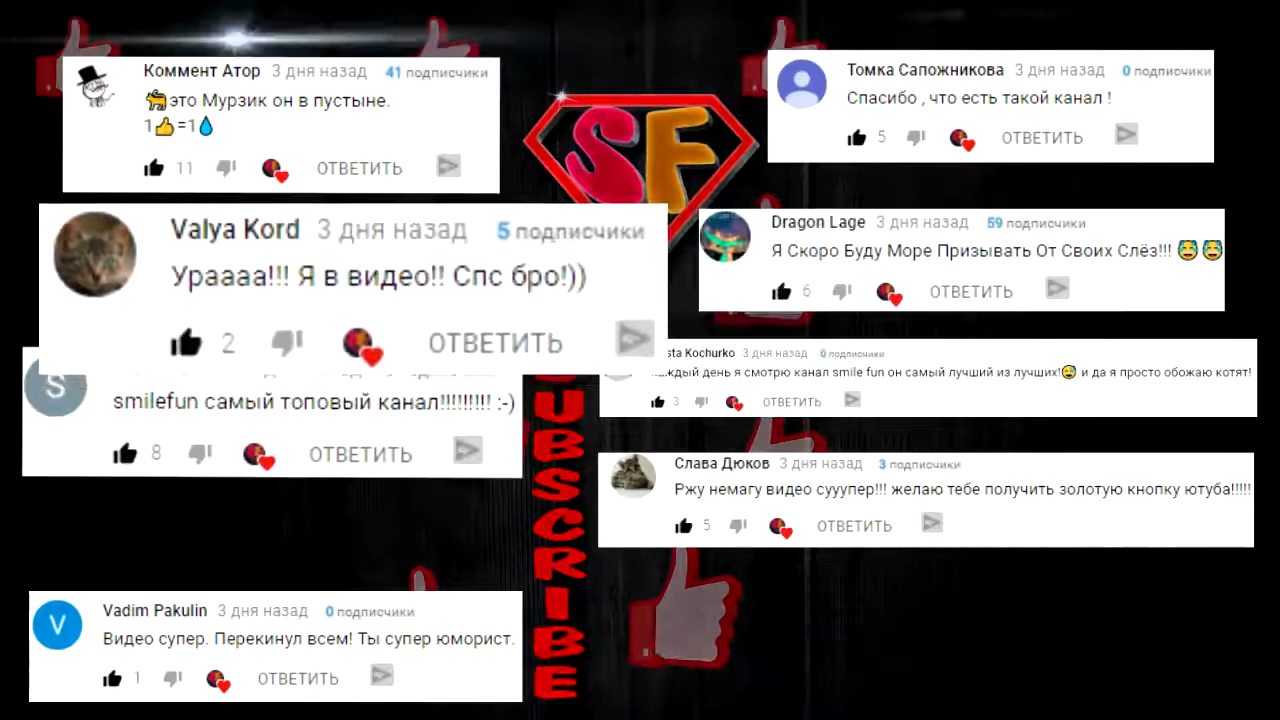 Коммент Атор 3 дня назад 41 подписчики
🐈это Мурзик он в пустыне.
1👍=1💧
11 ОТВЕТИТЬ
Valya Kord 3 дня назад 5 подписчики
Ураааа!!! Я в видео!! Спс бро!))
2 ОТВЕТИТЬ
S
smilefun самый топовый канал!!!!!!!!! :-)
8 ОТВЕТИТЬ
V
Vadim Pakulin 3 дня назад 0 подписчики
Видео супер. Перекинул всем! Ты супер юморист.
1 ОТВЕТИТЬ
SF
UBSCRIBE
Томка Сапожникова 3 дня назад 0 подписчики
Спасибо , что есть такой канал !
5 ОТВЕТИТЬ
Dragon Lage 3 дня назад 59 подписчики
Я Скоро Буду Море Призывать От Своих Слёз!!! 😅😅
6 ОТВЕТИТЬ
sta Kochurko 3 дня назад 0 подписчики
каждый день я смотрю канал smile fun он самый лучший из лучших!😅 и да я просто обожаю котят!
3 ОТВЕТИТЬ
Слава Дюков 3 дня назад 3 подписчики
Ржу немагу видео сууупер!!! желаю тебе получить золотую кнопку ютуба!!!!!
5 ОТВЕТИТЬ